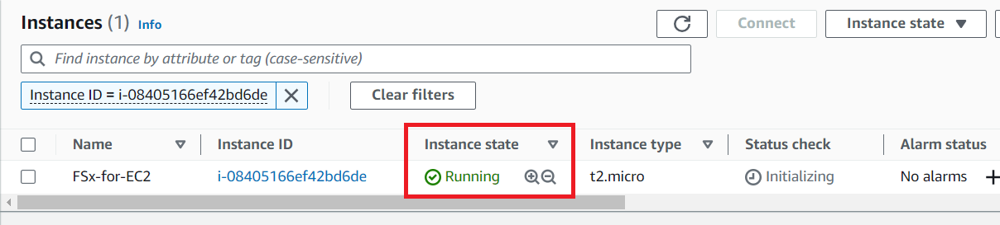 Instances (1) Info
Connect
Instance state
Find instance by attribute or tag (case-sensitive)
Instance ID = i-08405166ef42bd6de
Clear filters
Name Instance ID Instance state Instance type Status check Alarm status
FSx-for-EC2 i-08405166ef42bd6de Running t2.micro Initializing No alarms